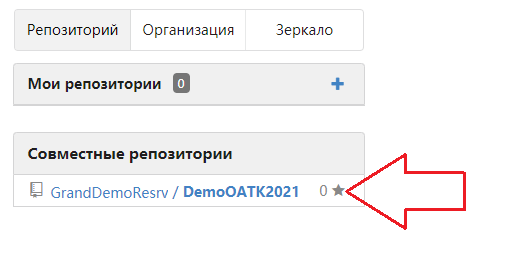 Репозиторий Организация Зеркало
Мои репозитории 0
Совместные репозитории
GrandDemoResrv / DemoOATK2021 0